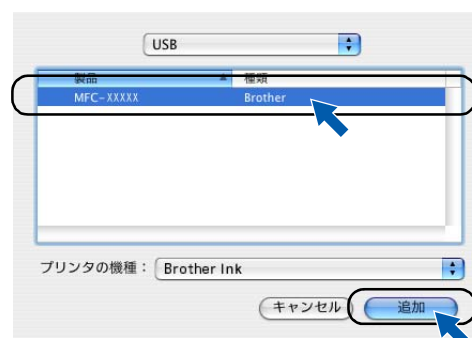 USB
製品 種類
MFC-XXXXX Brother
プリンタの機種： Brother Ink
キャンセル 追加